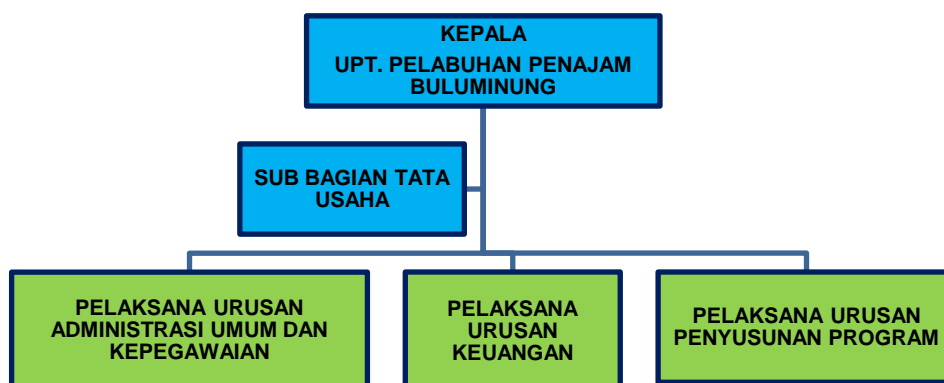 KEPALA
UPT. PELABUHAN PENAJAM
BULUMINUNG
SUB BAGIAN TATA
USAHA
PELAKSANA URUSAN
ADMINISTRASI UMUM DAN
KEPEGAWAIAN
PELAKSANA
URUSAN
KEUANGAN
PELAKSANA URUSAN
PENYUSUNAN PROGRAM